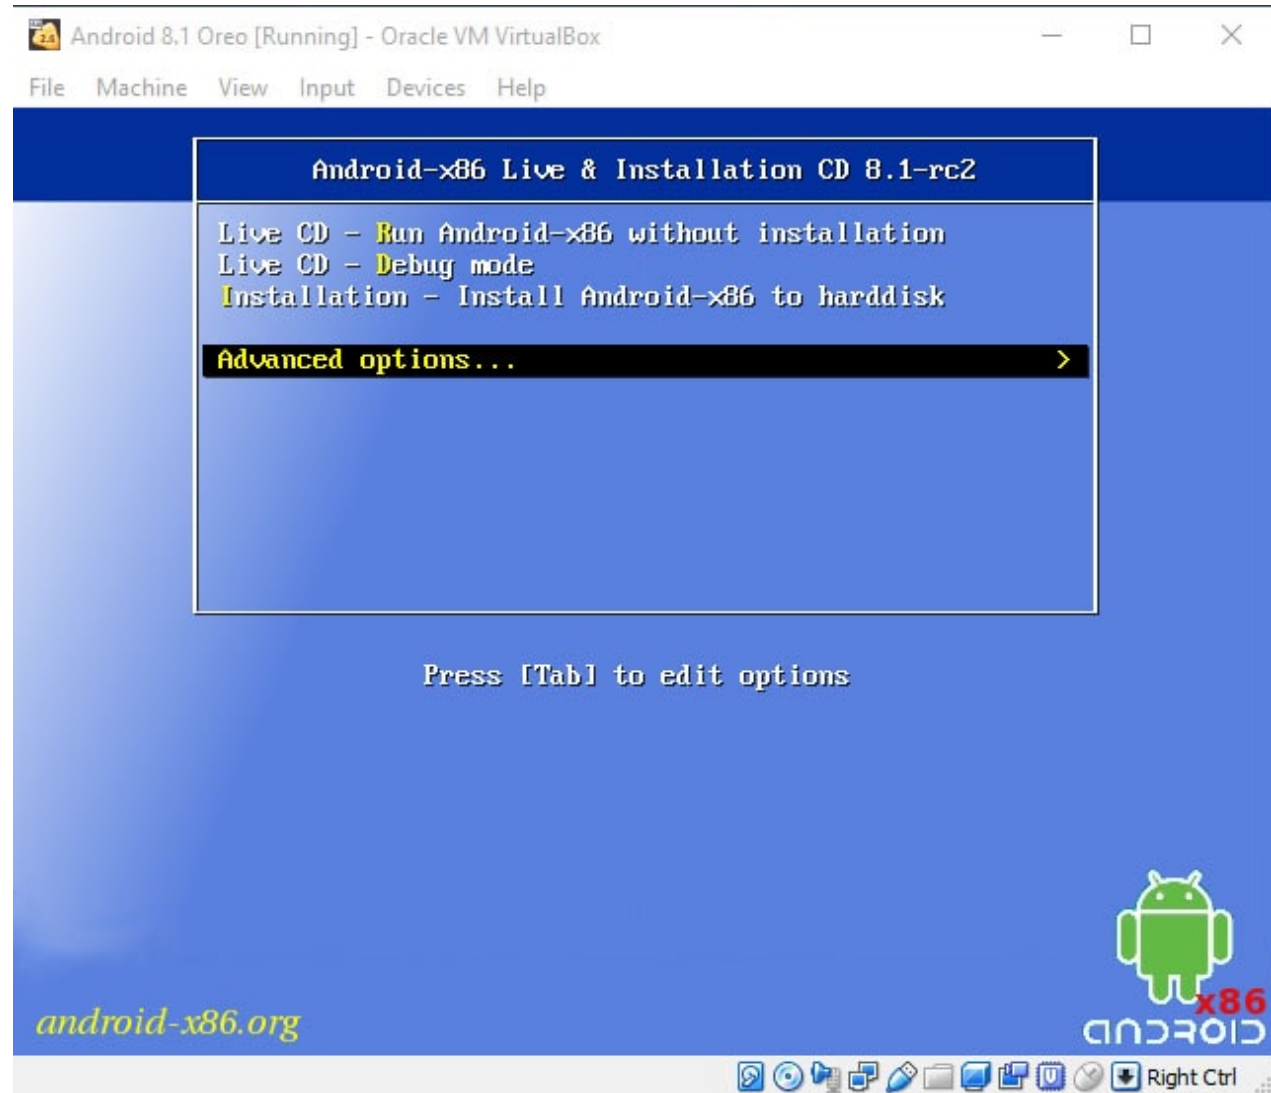 Android 8.1 Oreo [Running] - Oracle VM VirtualBox
File Machine View Input Devices Help
Android-x86 Live & Installation CD 8.1-rc2
Live CD - Run Android-x86 without installation
Live CD - Debug mode
Installation - Install Android-x86 to harddisk
Advanced options... >
Press [Tab] to edit options
android-x86.org
x86
ANDROID
Right Ctrl